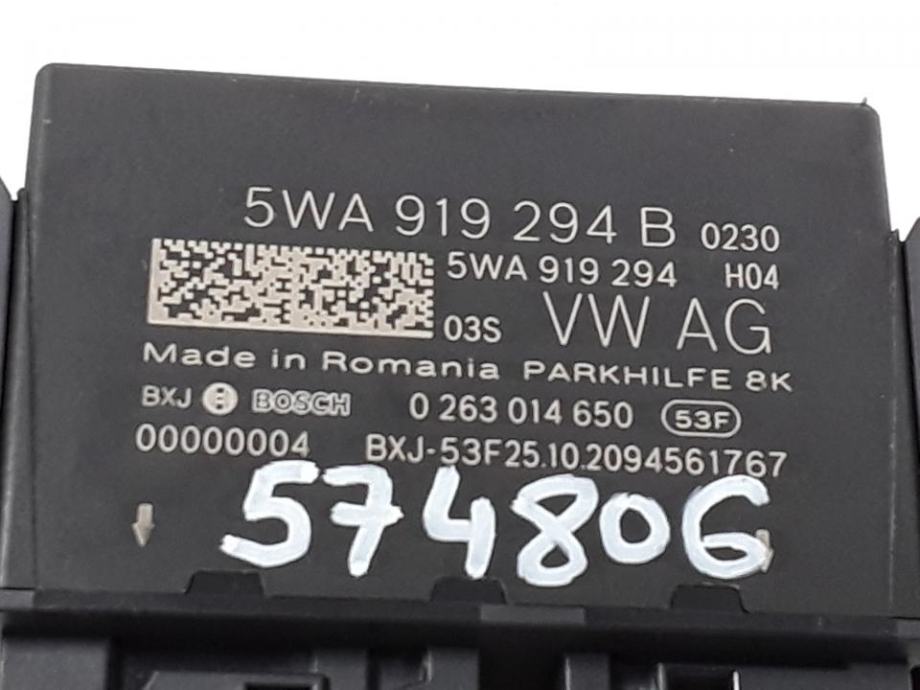 5WA 919 294 B 0230
5WA 919 294 H04
03S VW AG
Made in Romania PARKHILFE 8K
BXJ BOSCH 0 263 014 650 53F
00000004 BXJ-53F25.10.2094561767
574806